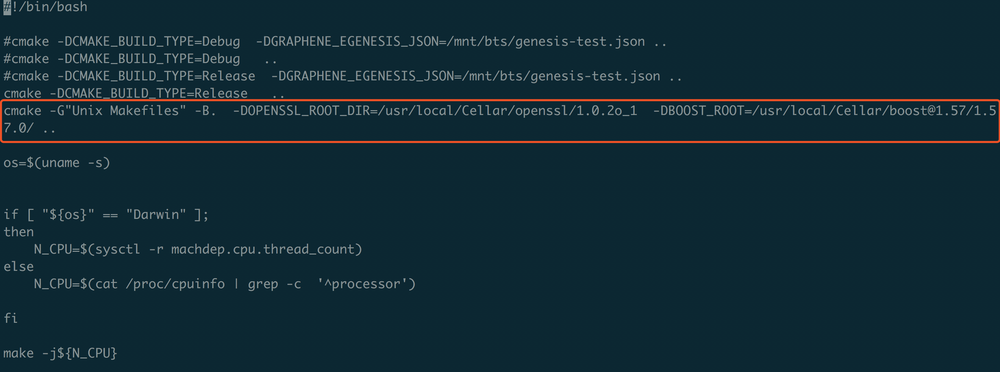 #!/bin/bash
#cmake -DCMAKE_BUILD_TYPE=Debug  -DGRAPHENE_EGENESIS_JSON=/mnt/bts/genesis-test.json ..
#cmake -DCMAKE_BUILD_TYPE=Debug   ..
#cmake -DCMAKE_BUILD_TYPE=Release  -DGRAPHENE_EGENESIS_JSON=/mnt/bts/genesis-test.json ..
cmake -DCMAKE_BUILD_TYPE=Release   ..
cmake -G"Unix Makefiles" -B.  -DOPENSSL_ROOT_DIR=/usr/local/Cellar/openssl/1.0.2o_1  -DBOOST_ROOT=/usr/local/Cellar/boost@1.57/1.5
7.0/ ..
os=$(uname -s)
if [ "${os}" == "Darwin" ];
then
    N_CPU=$(sysctl -r machdep.cpu.thread_count)
else
    N_CPU=$(cat /proc/cpuinfo | grep -c  '^processor')
fi
make -j${N_CPU}